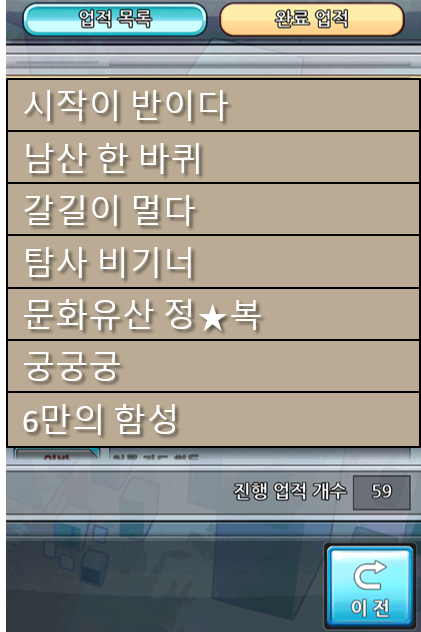 업적 목록
완료 업적
시작이 반이다
남산 한 바퀴
갈길이 멀다
탐사 비기너
문화유산 정★복
궁궁궁
6만의 함성
진행 업적 개수 59
이 전